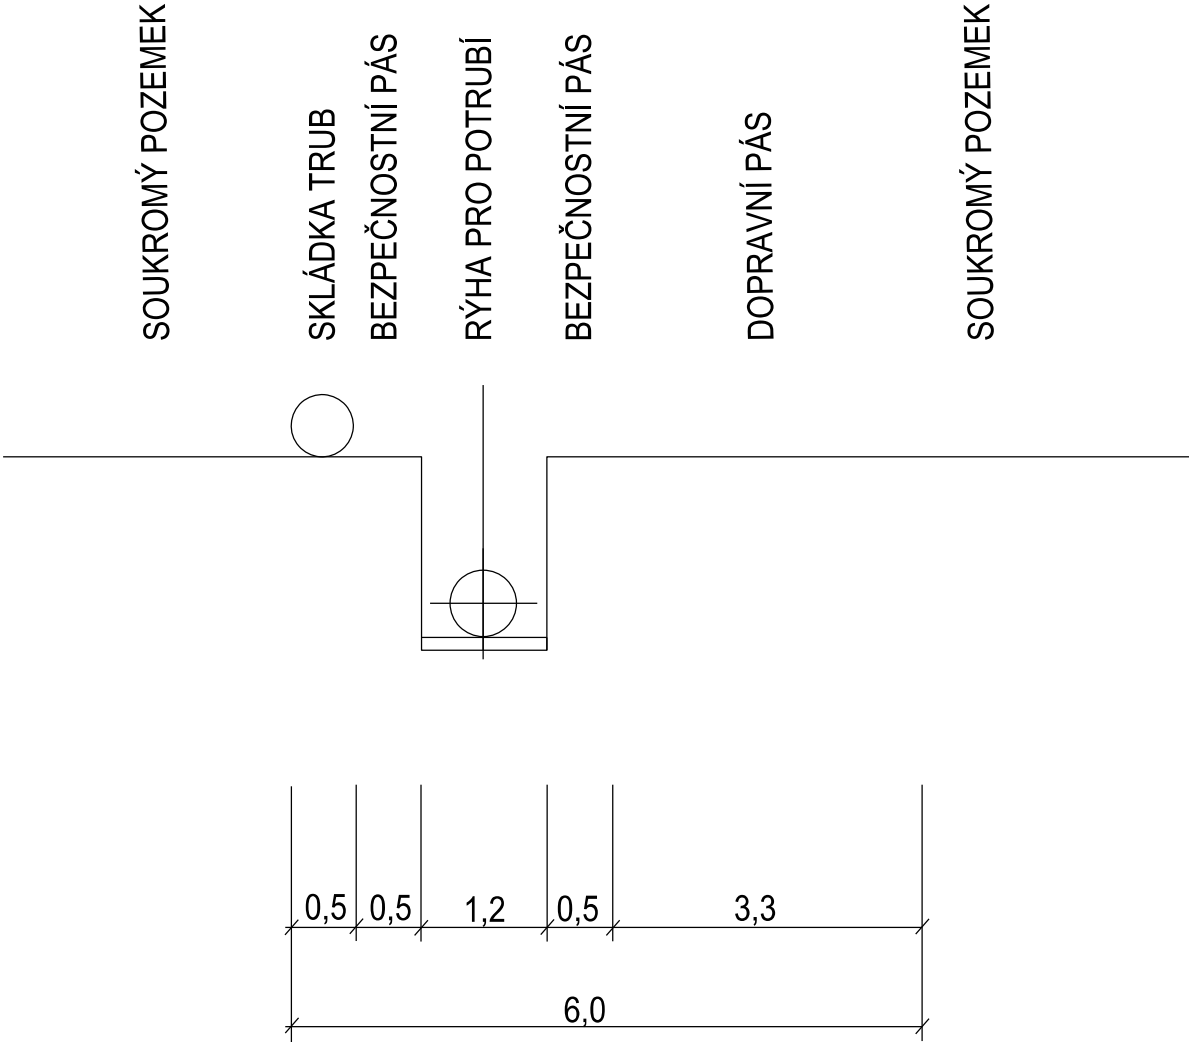 SOUKROMÝ POZEMEK
SKLÁDKA TRUB
BEZPEČNOSTNÍ PÁS
RÝHA PRO POTRUBÍ
BEZPEČNOSTNÍ PÁS
DOPRAVNÍ PÁS
SOUKROMÝ POZEMEK
0,5
0,5
1,2
0,5
3,3
6,0